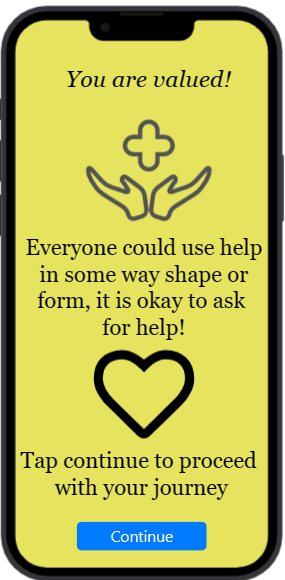 You are valued!
Everyone could use help
in some way shape or
form, it is okay to ask
for help!
Tap continue to proceed
with your journey
Continue